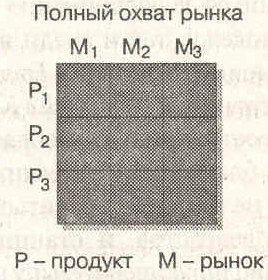 Полный охват рынка
M₁ M₂ M₃
P₁
P₂
P₃
P – продукт M – рынок